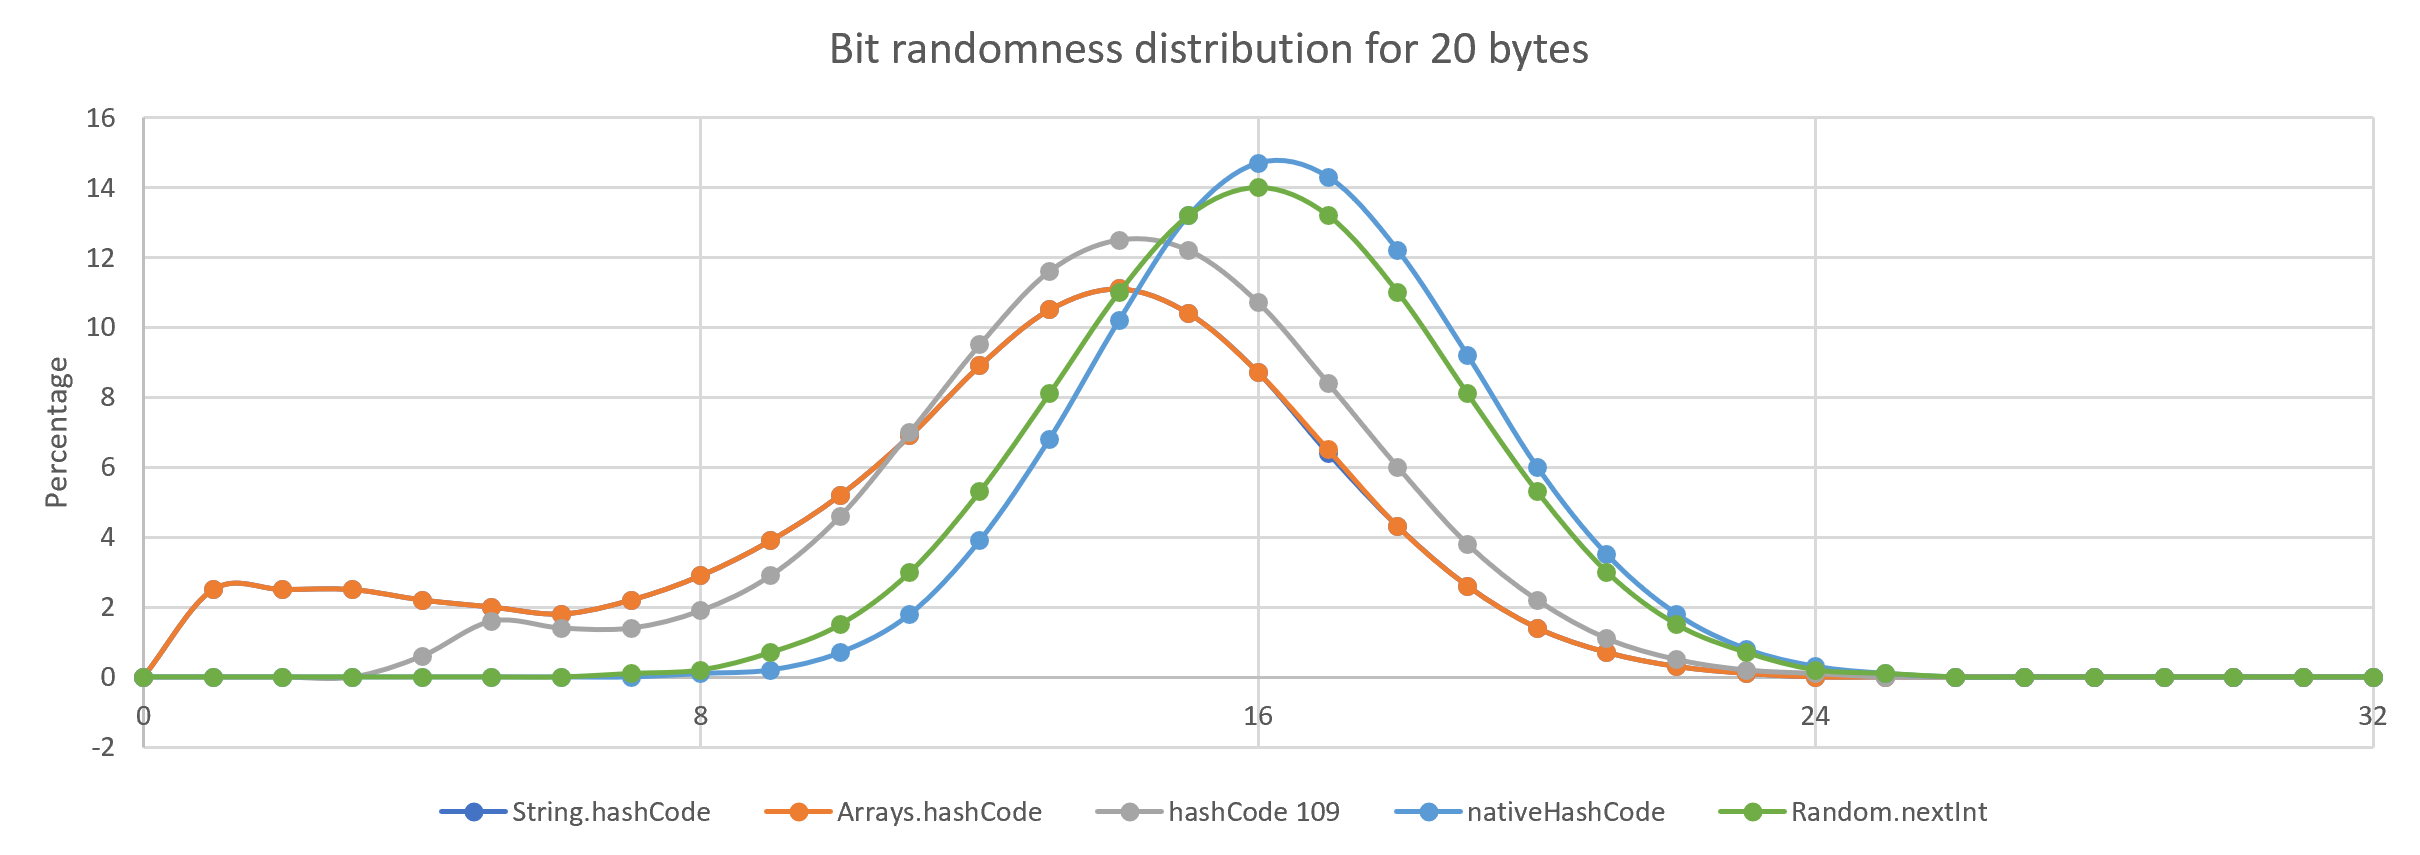 Bit randomness distribution for 20 bytes
16
14
12
10
8
6
4
2
0
-2
Percentage
0 8 16 24 32
String.hashCode Arrays.hashCode hashCode 109 nativeHashCode Random.nextInt